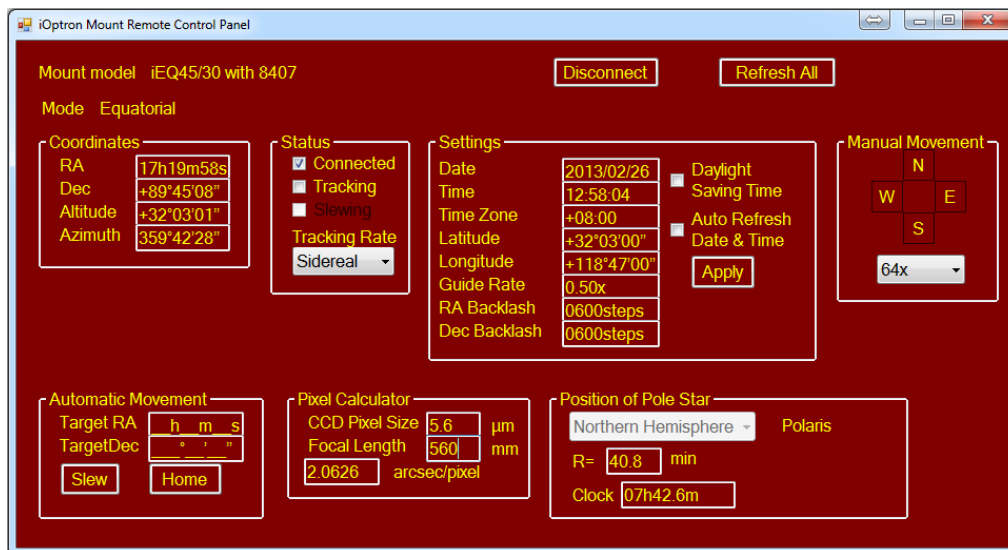 iOptron Mount Remote Control Panel
Mount model iEQ45/30 with 8407
Disconnect
Refresh All
Mode Equatorial
Coordinates
RA 17h19m58s
Dec +89°45'08"
Altitude +32°03'01"
Azimuth 359°42'28"
Status
Connected
Tracking
Slewing
Tracking Rate
Sidereal
Settings
Date 2013/02/26
Time 12:58:04
Time Zone +08:00
Latitude +32°03'00"
Longitude +118°47'00"
Guide Rate 0.50x
RA Backlash 0600steps
Dec Backlash 0600steps
Daylight
Saving Time
Auto Refresh
Date & Time
Apply
Manual Movement
N
W E
S
64x
Automatic Movement
Target RA __h__m__s
TargetDec ___°__'__"
Slew Home
Pixel Calculator
CCD Pixel Size 5.6 µm
Focal Length 560 mm
2.0626 arcsec/pixel
Position of Pole Star
Northern Hemisphere Polaris
R= 40.8 min
Clock 07h42.6m